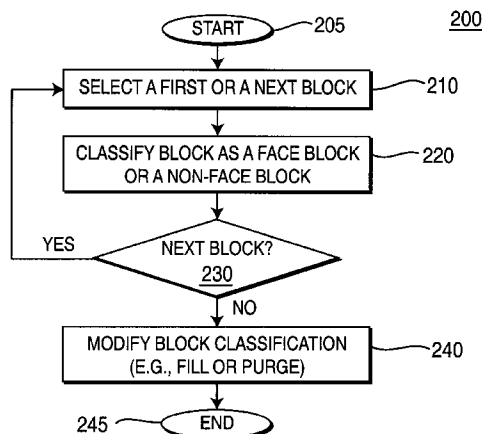 START
205
200
SELECT A FIRST OR A NEXT BLOCK
210
CLASSIFY BLOCK AS A FACE BLOCK
OR A NON-FACE BLOCK
220
YES
NEXT BLOCK?
230
NO
MODIFY BLOCK CLASSIFICATION
(E.G., FILL OR PURGE)
240
245
END